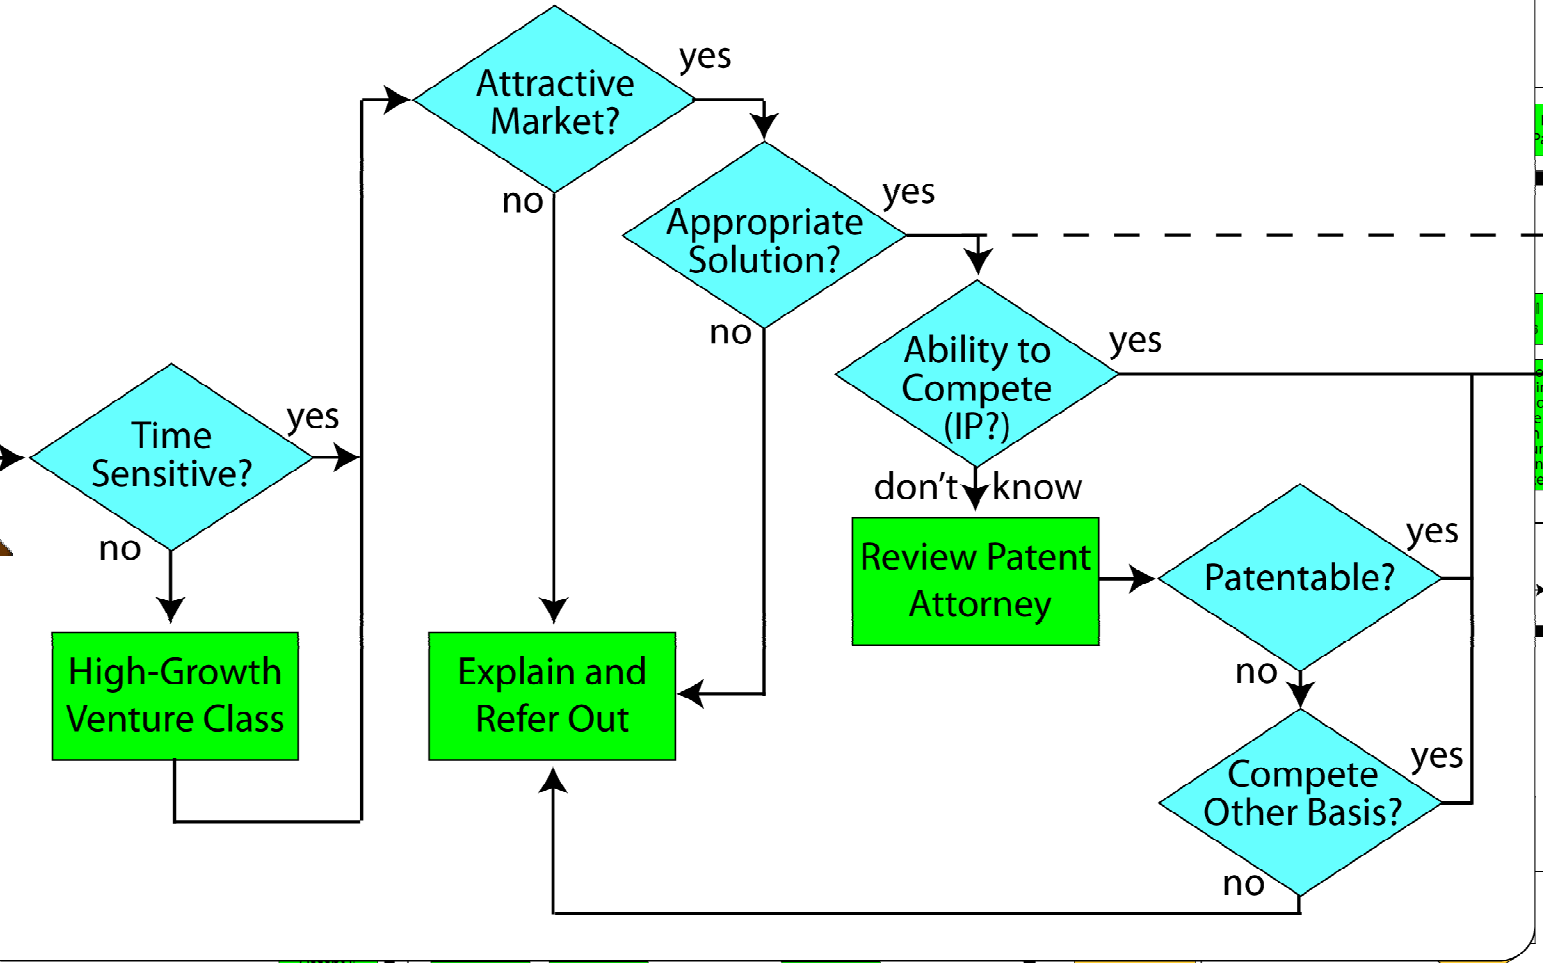 Attractive
Market?
yes
no
Appropriate
Solution?
yes
no
Ability to
Compete
(IP?)
yes
don't know
Time
Sensitive?
yes
no
High-Growth
Venture Class
Explain and
Refer Out
Review Patent
Attorney
Patentable?
yes
no
Compete
Other Basis?
yes
no